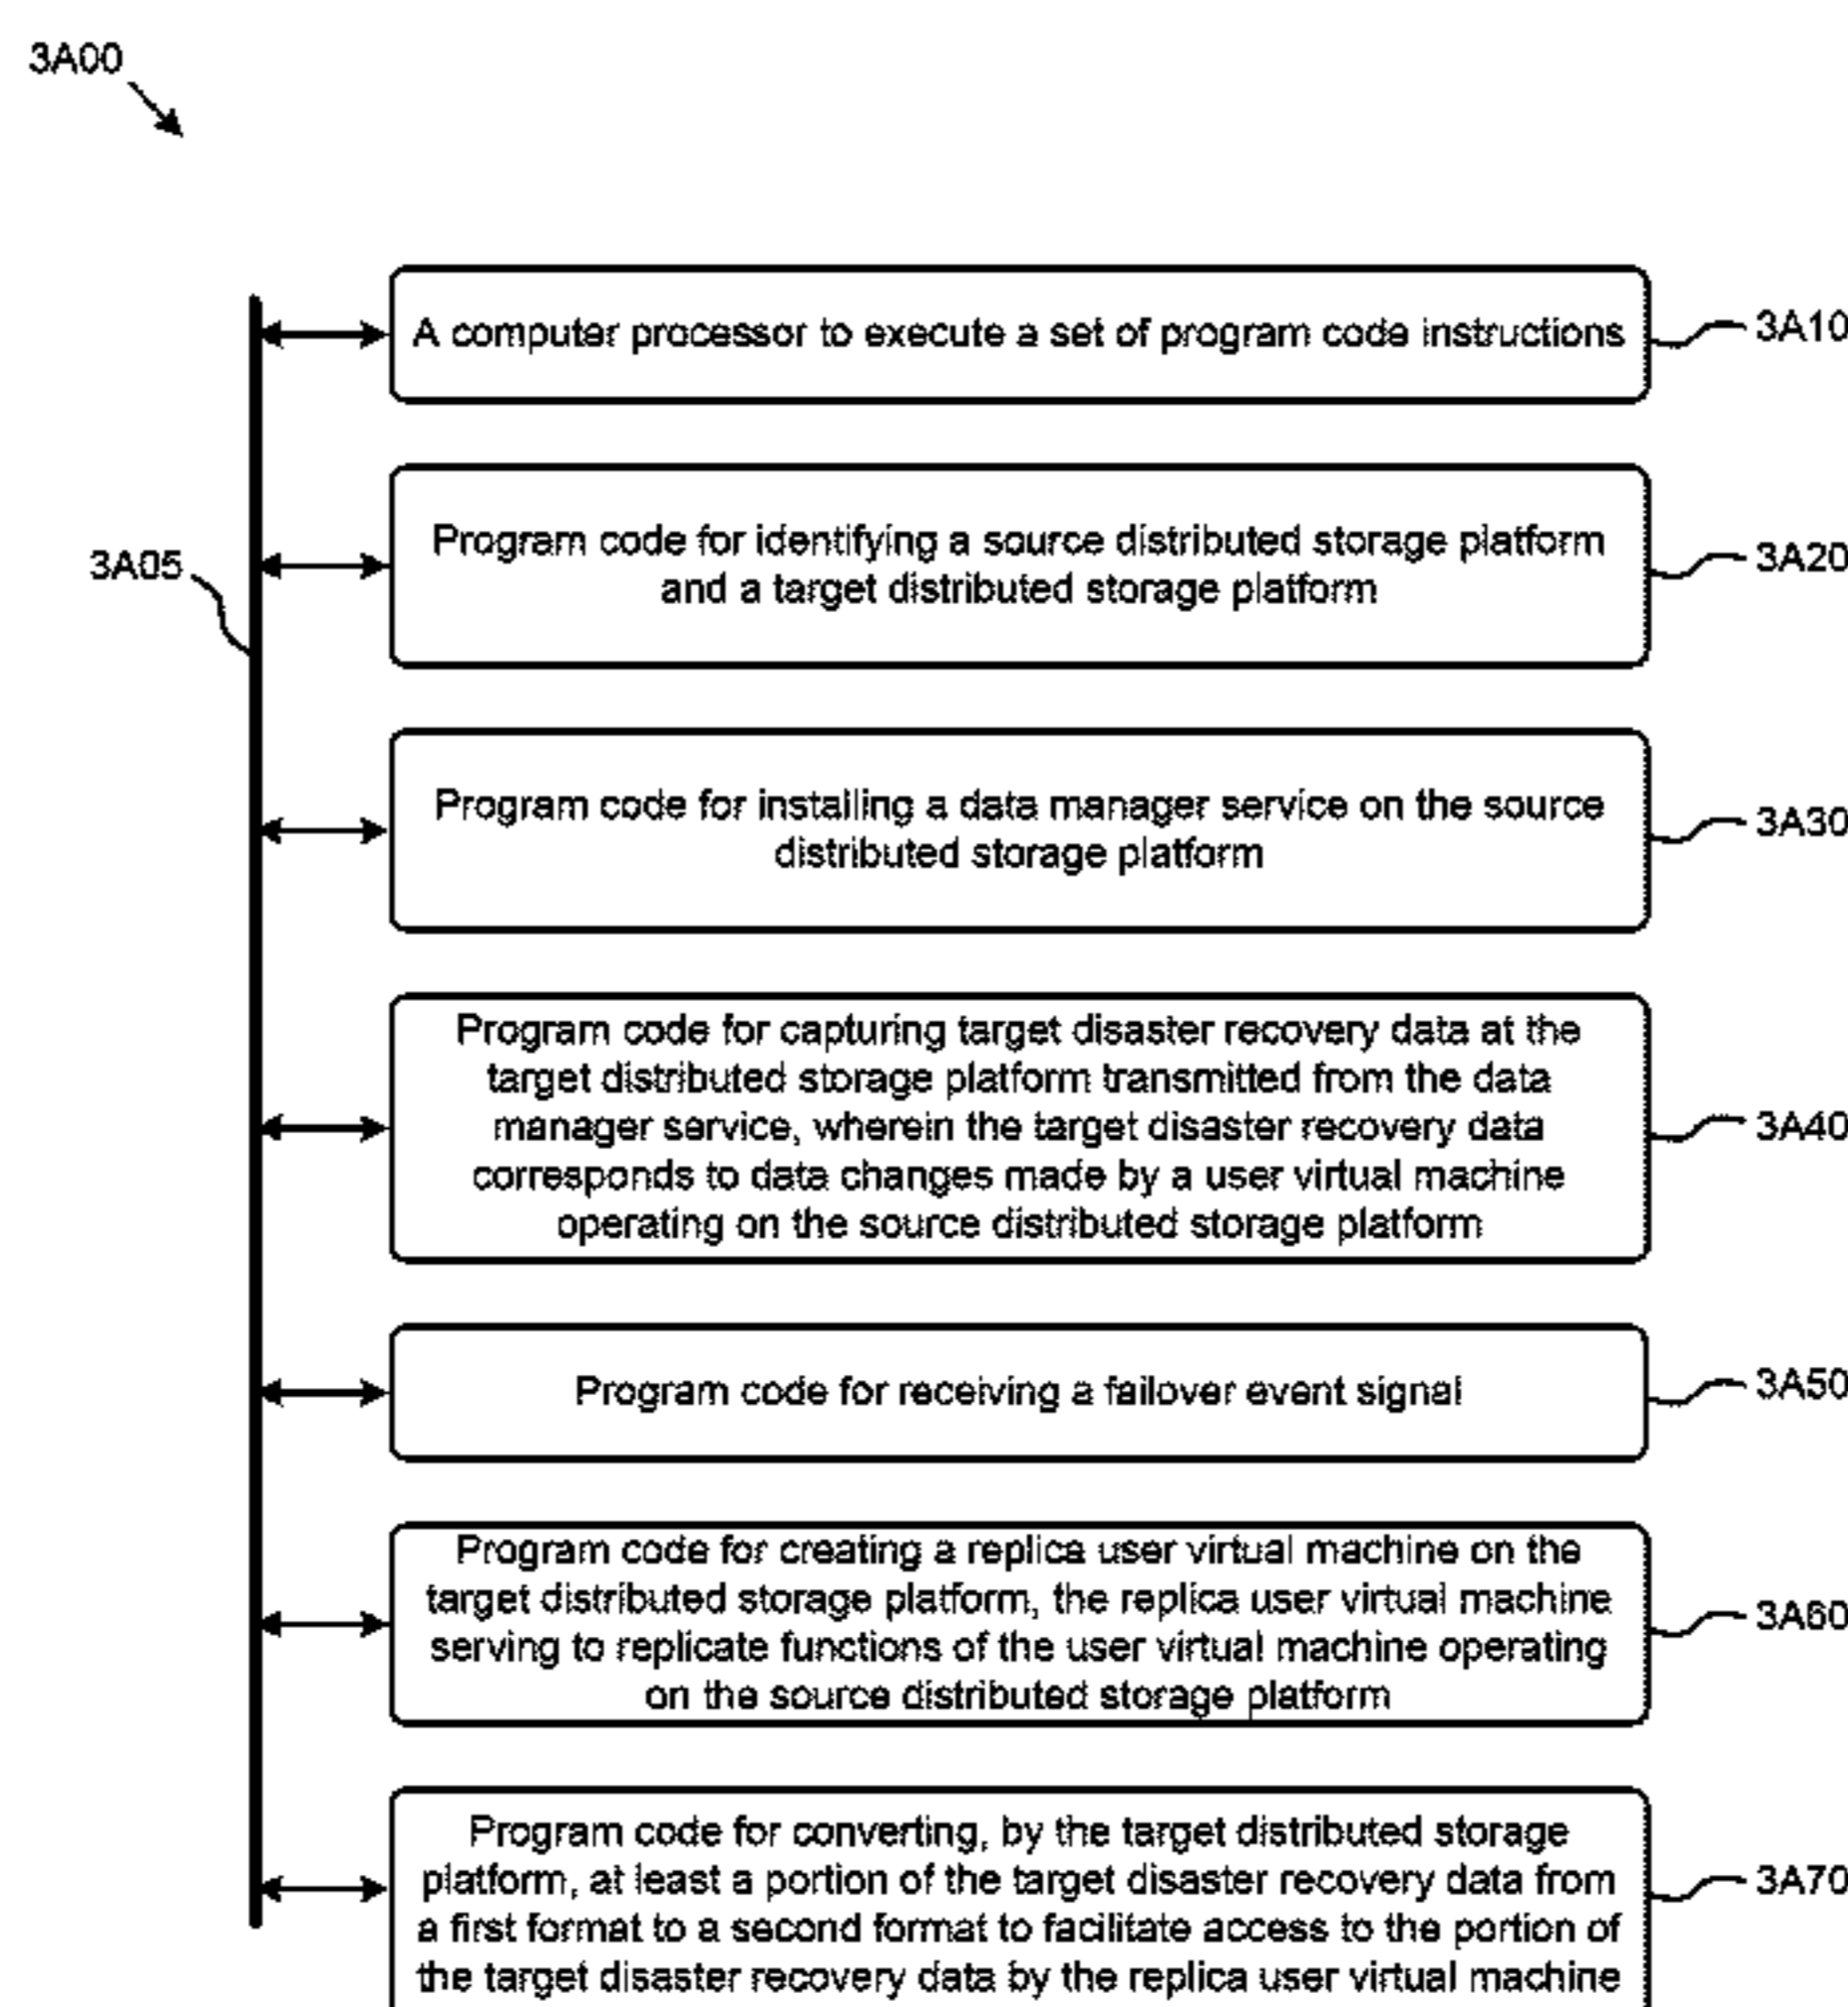 3A00
A computer processor to execute a set of program code instructions
3A10
Program code for identifying a source distributed storage platform
and a target distributed storage platform
3A20
3A05
Program code for installing a data manager service on the source
distributed storage platform
3A30
Program code for capturing target disaster recovery data at the
target distributed storage platform transmitted from the data
manager service, wherein the target disaster recovery data
corresponds to data changes made by a user virtual machine
operating on the source distributed storage platform
3A40
Program code for receiving a failover event signal
3A50
Program code for creating a replica user virtual machine on the
target distributed storage platform, the replica user virtual machine
serving to replicate functions of the user virtual machine operating
on the source distributed storage platform
3A60
Program code for converting, by the target distributed storage
platform, at least a portion of the target disaster recovery data from
a first format to a second format to facilitate access to the portion of
the target disaster recovery data by the replica user virtual machine
3A70